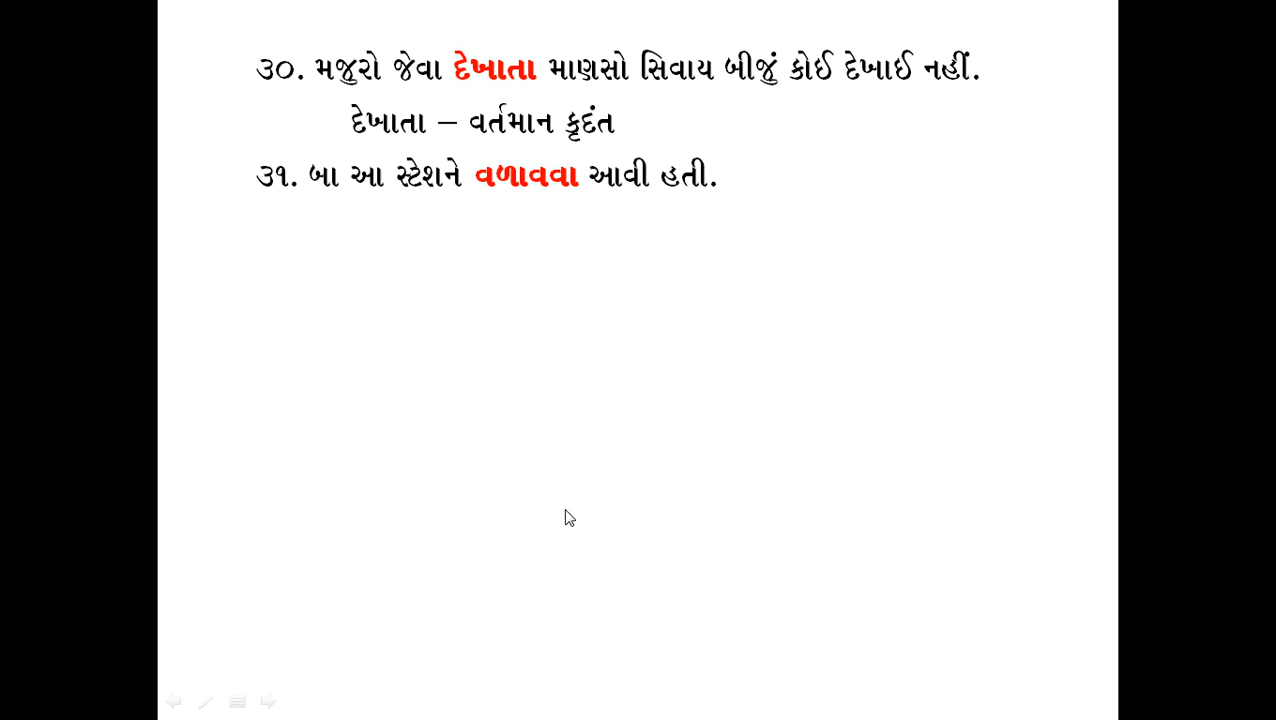 ૩૦. મજુરો જેવા દેખાતા માણસો સિવાય બીજું કોઈ દેખાઈ નહીં.
દેખાતા – વર્તમાન કૃદંત
૩૧. બા આ સ્ટેશને વળાવવા આવી હતી.